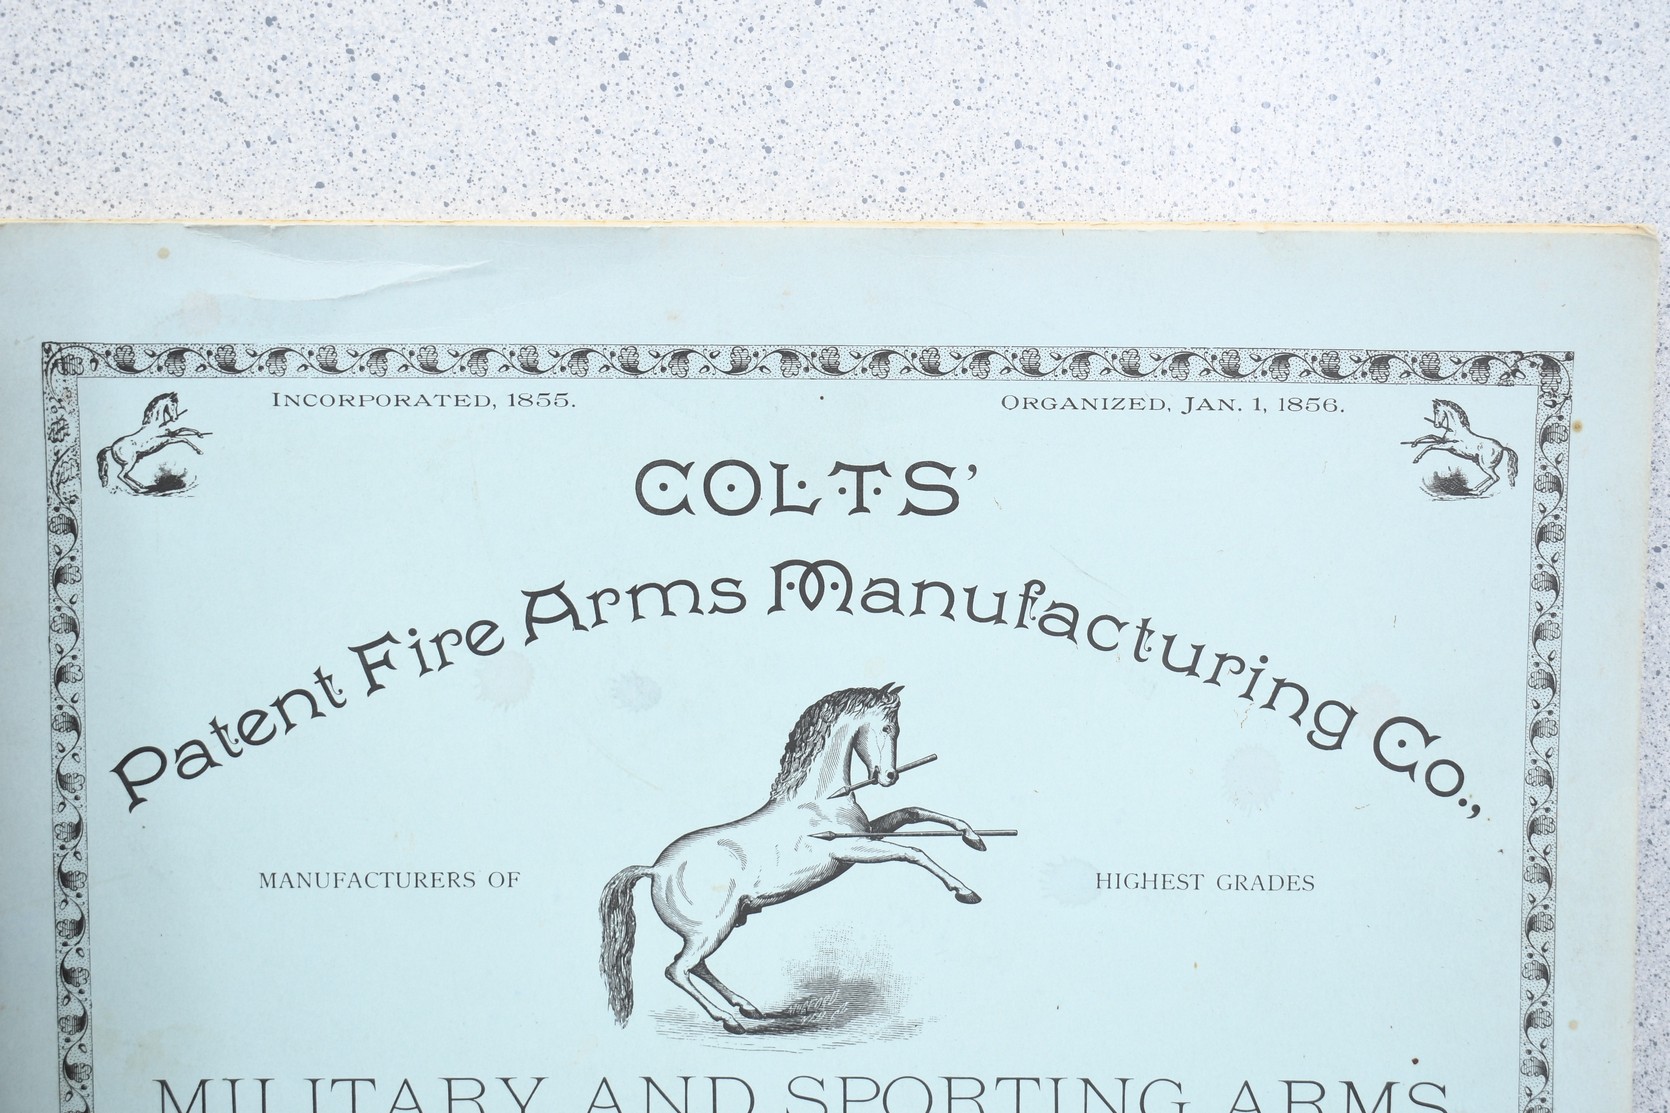 INCORPORATED, 1855. ORGANIZED, JAN. 1, 1856.
COLTS'
Patent Fire Arms Manufacturing Co.,
MANUFACTURERS OF HIGHEST GRADES
MILITARY AND SPORTING ARMS